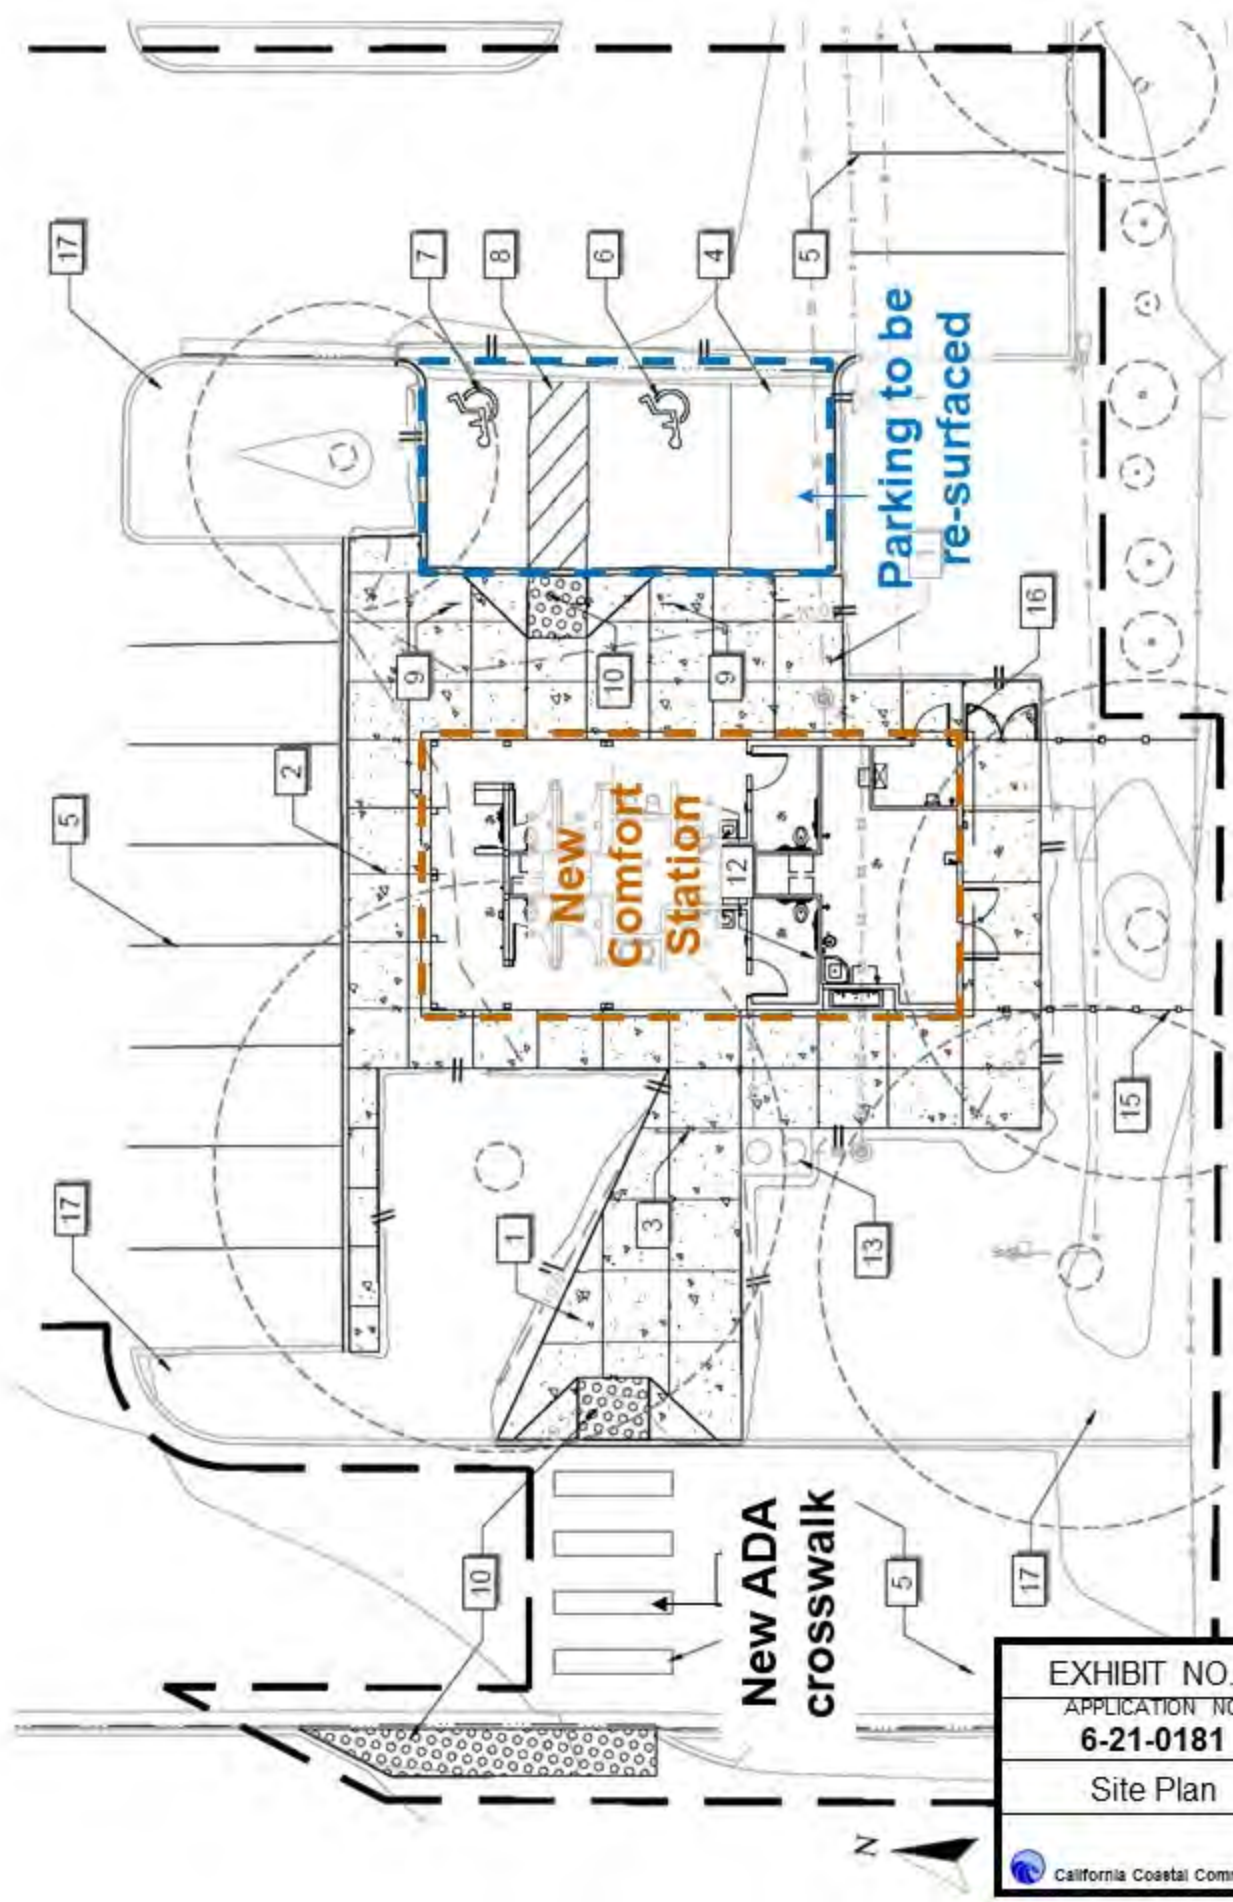 17
7
8
6
4
5
Parking to be
re-surfaced
5
2
9
10
9
16
New
Comfort
Station
12
17
1
3
13
15
10
New ADA
crosswalk
5
17
N
EXHIBIT NO.
APPLICATION NO
6-21-0181
Site Plan
California Coastal Com